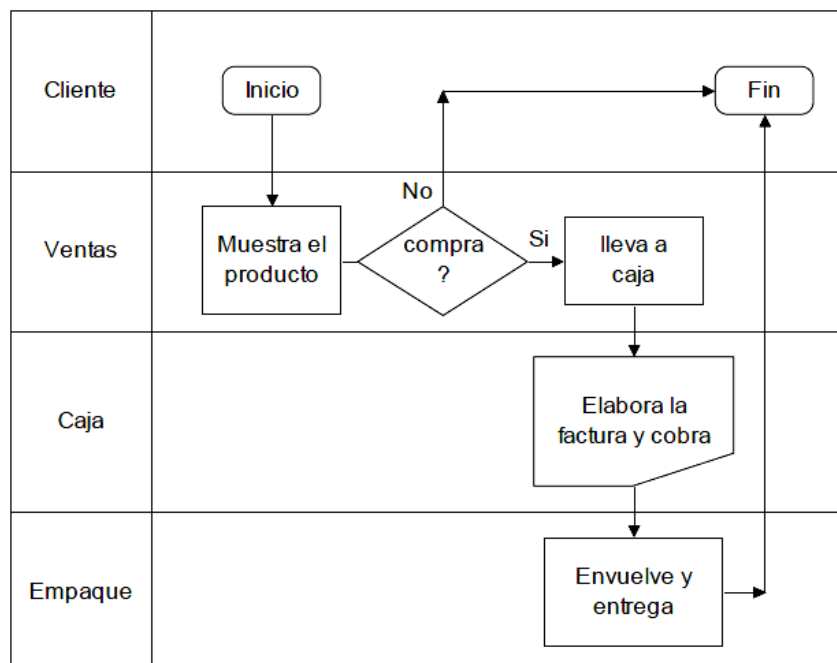 Cliente
Inicio
Fin
No
Ventas
Muestra el
producto
compra
?
Si
lleva a
caja
Caja
Elabora la
factura y cobra
Empaque
Envuelve y
entrega